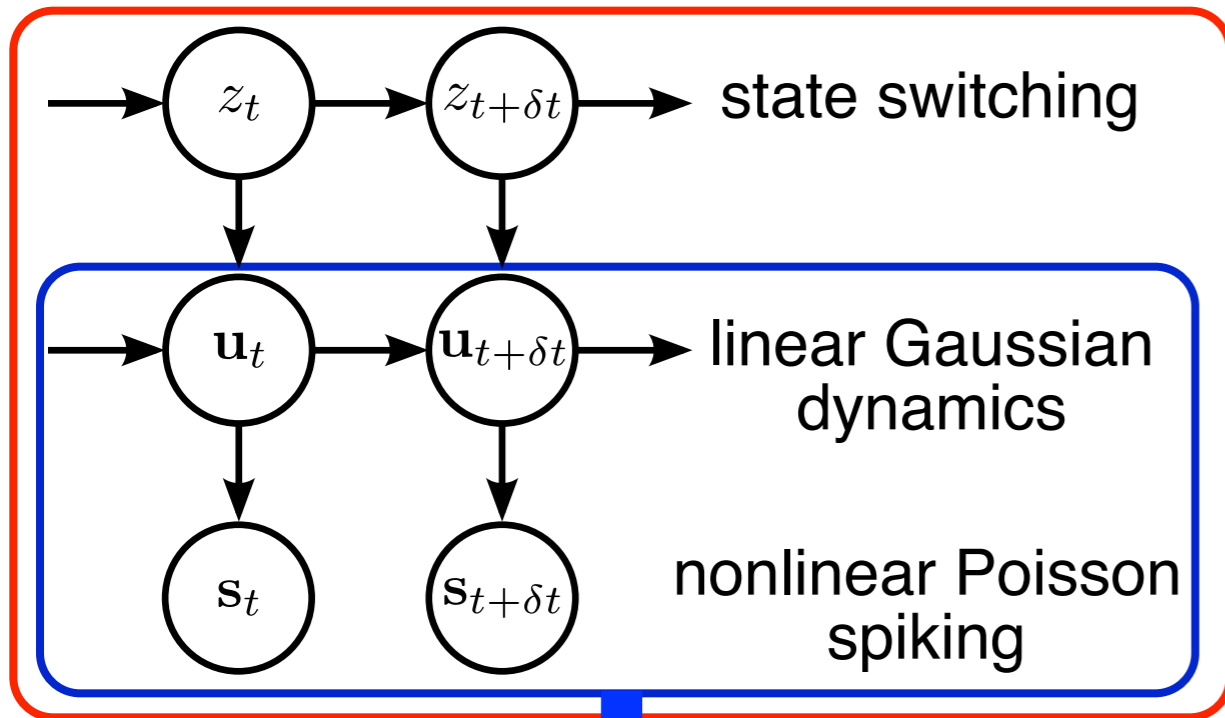 z_t z_{t+δt} state switching
u_t u_{t+δt} linear Gaussian
dynamics
s_t s_{t+δt} nonlinear Poisson
spiking